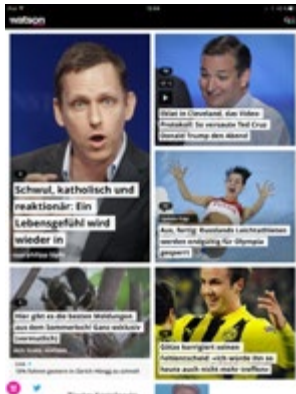 watson
Schwul, katholisch und
reaktionär: Ein
Lebensgefühl wird
wieder in
Eklat in Cleveland, das Video-
Protokoll: So versaute Ted Cruz
Donald Trump den Abend
Aus, fertig: Russlands Leichtathleten
werden endgültig für Olympia
gesperrt
Hier gibt es die besten Meldungen
aus dem Sommerloch! Ganz exklusiv
(vermutlich)
Götze korrigiert seinen
Fehlentscheid: «Ich würde ihn so
heute auch nicht mehr treffen»